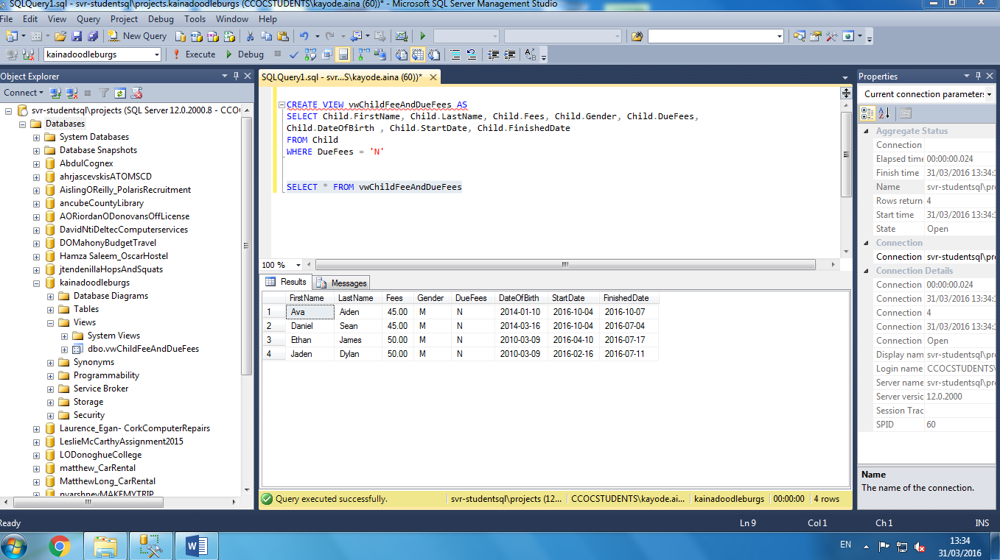 SQLQuery1.sql - svr-studentsql\projects.kainadoodleburgs (CCOCSTUDENTS\kayode.aina (60))* - Microsoft SQL Server Management Studio
File Edit View Query Project Debug Tools Window Help
New Query
kainadoodleburgs Execute Debug
Object Explorer
Connect
svr-studentsql\projects (SQL Server 12.0.2000.8 - CCOC
Databases
System Databases
Database Snapshots
AbdulCognex
ahrjascevskisATOMSCD
AislingOReilly_PolarisRecruitment
ancubeCountyLibrary
AORiordanODonovansOffLicense
DavidNtiDeltecComputerservices
DOMahonyBudgetTravel
Hamza Saleem_OscarHostel
jtendenillaHopsAndSquats
kainadoodleburgs
Database Diagrams
Tables
Views
System Views
dbo.vwChildFeeAndDueFees
Synonyms
Programmability
Service Broker
Storage
Security
Laurence_Egan- CorkComputerRepairs
LeslieMcCarthyAssignment2015
LODonoghueCollege
matthew_CarRental
MatthewLong_CarRental
nvarshneyMAKEMYTRIP
SQLQuery1.sql - svr...S\kayode.aina (60))*
CREATE VIEW vwChildFeeAndDueFees AS
SELECT Child.FirstName, Child.LastName, Child.Fees, Child.Gender, Child.DueFees,
Child.DateOfBirth , Child.StartDate, Child.FinishedDate
FROM Child
WHERE DueFees = 'N'
SELECT * FROM vwChildFeeAndDueFees
100 %
Results Messages
FirstName LastName Fees Gender DueFees DateOfBirth StartDate FinishedDate
1 Ava Aiden 45.00 M N 2014-01-10 2016-10-04 2016-10-07
2 Daniel Sean 45.00 M N 2014-03-16 2016-10-04 2016-07-04
3 Ethan James 50.00 M N 2010-03-09 2016-04-10 2016-07-17
4 Jaden Dylan 50.00 M N 2010-03-09 2016-02-16 2016-07-11
Query executed successfully. svr-studentsql\projects (12... CCOCSTUDENTS\kayode.ai... kainadoodleburgs 00:00:00 4 rows
Properties
Current connection parameters
Aggregate Status
Connection
Elapsed time 00:00:00.024
Finish time 31/03/2016 13:34:
Name svr-studentsql\pro
Rows return 4
Start time 31/03/2016 13:34:
State Open
Connection
Connection svr-studentsql\pro
Connection Details
Connection 00:00:00.024
Connection 4
Connection 31/03/2016 13:34:
Connection Open
Display nam svr-studentsql\pro
Login name CCOCSTUDENTS\
Server name svr-studentsql\pro
Server versic 12.0.2000
Session Trac
SPID 60
Name
The name of the connection.
Ready Ln 9 Col 1 Ch 1 INS
EN 13:34
31/03/2016